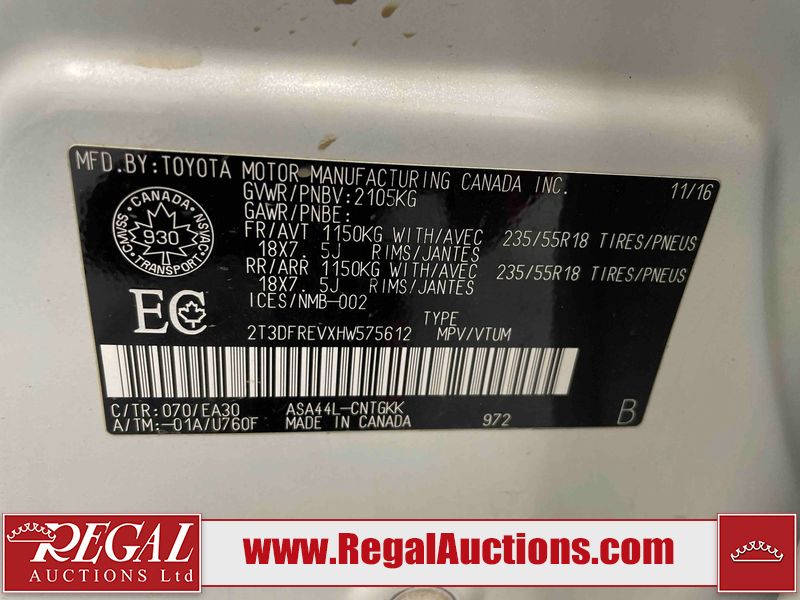 MFD.BY:TOYOTA MOTOR MANUFACTURING CANADA INC. 11/16
GVWR/PNBV:2105KG
GAWR/PNBE:
FR/AVT 1150KG WITH/AVEC 235/55R18 TIRES/PNEUS
18X7.5J RIMS/JANTES
RR/ARR 1150KG WITH/AVEC 235/55R18 TIRES/PNEUS
18X7.5J RIMS/JANTES
ICES/NMB-002
CANADA
930
TRANSPORT
EC
TYPE
2T3DFREVXHW575612 MPV/VTUM
C/TR:070/EA30 ASA44L-CNTGKK B
A/TM:-01A/U760F MADE IN CANADA 972
REGAL
AUCTIONS Ltd
www.RegalAuctions.com